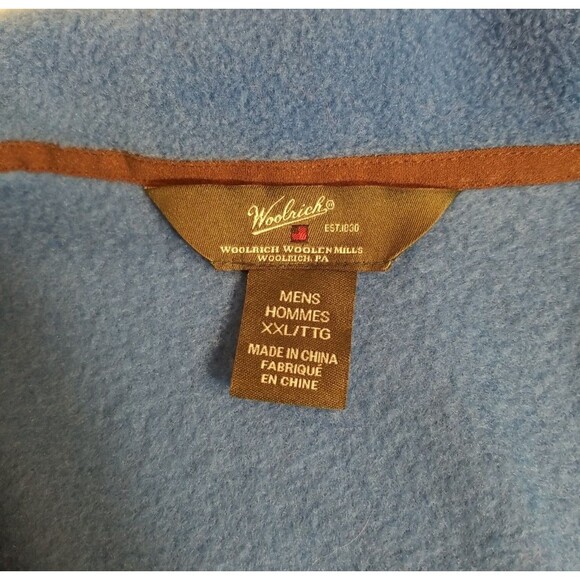 Woolrich®
EST.1830
WOOLRICH WOOLEN MILLS
WOOLRICH, PA
MENS
HOMMES
XXL/TTG
MADE IN CHINA
FABRIQUÉ
EN CHINE